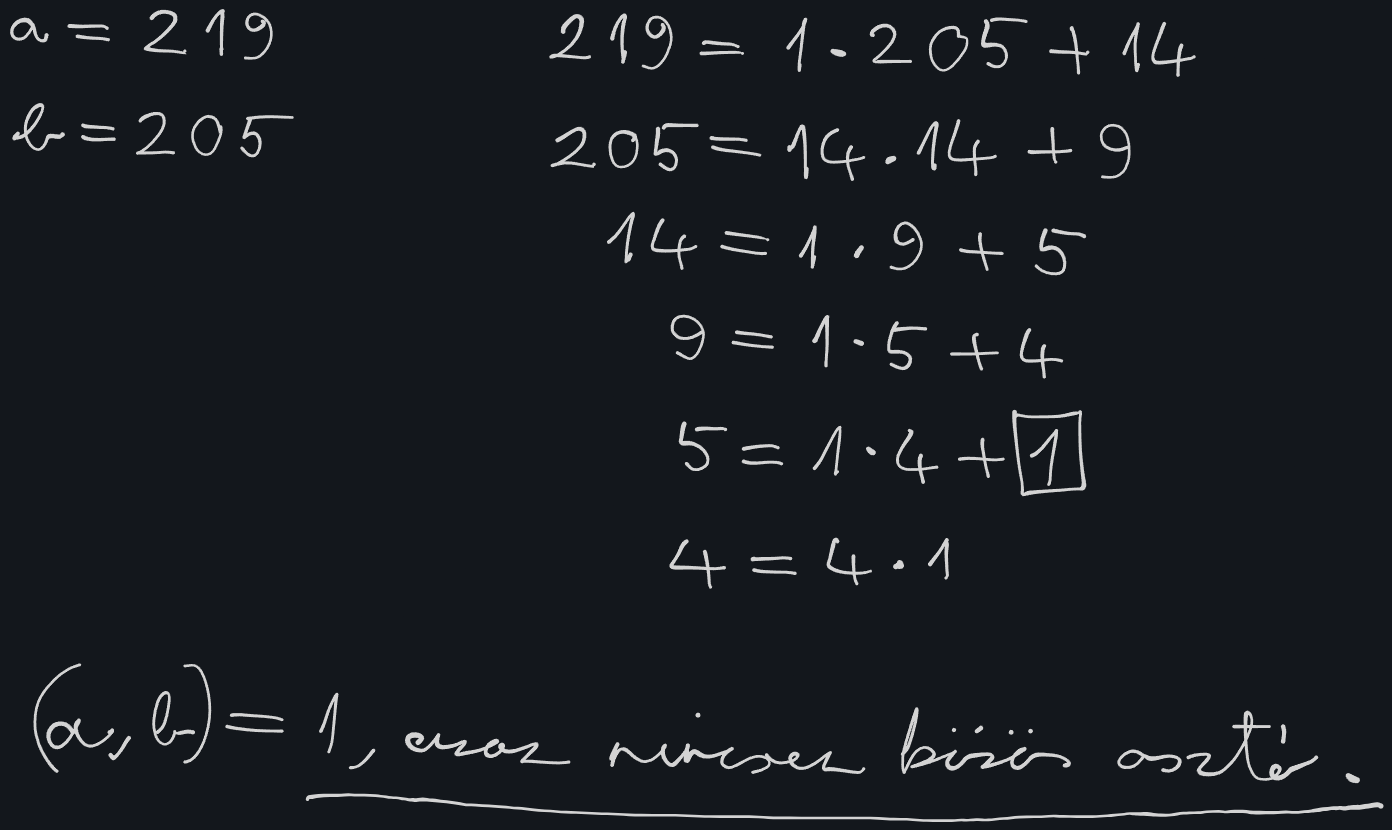 a = 219
b = 205
219 = 1 · 205 + 14
205 = 14 · 14 + 9
14 = 1 · 9 + 5
9 = 1 · 5 + 4
5 = 1 · 4 + 1
4 = 4 · 1
(a, b) = 1, azaz nincsen közös osztó.